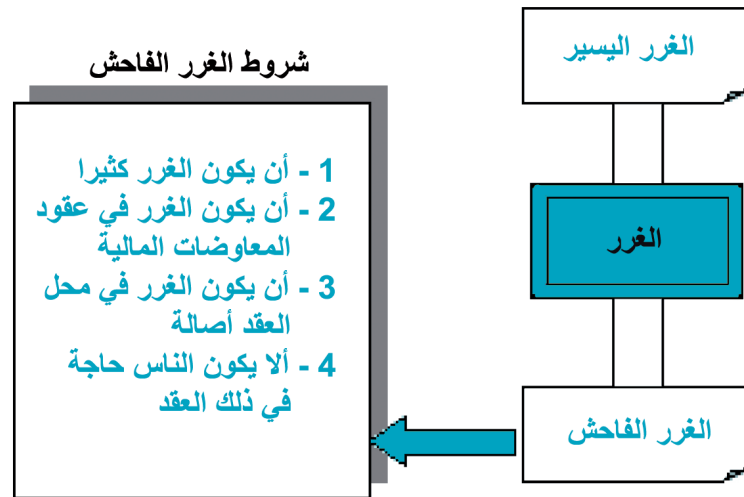 الغرر اليسير
شروط الغرر الفاحش
1 - أن يكون الغرر كثيرا
2 - أن يكون الغرر في عقود
المعاوضات المالية
3 - أن يكون الغرر في محل
العقد أصالة
4 - ألا يكون الناس حاجة
في ذلك العقد
الغرر
الغرر الفاحش